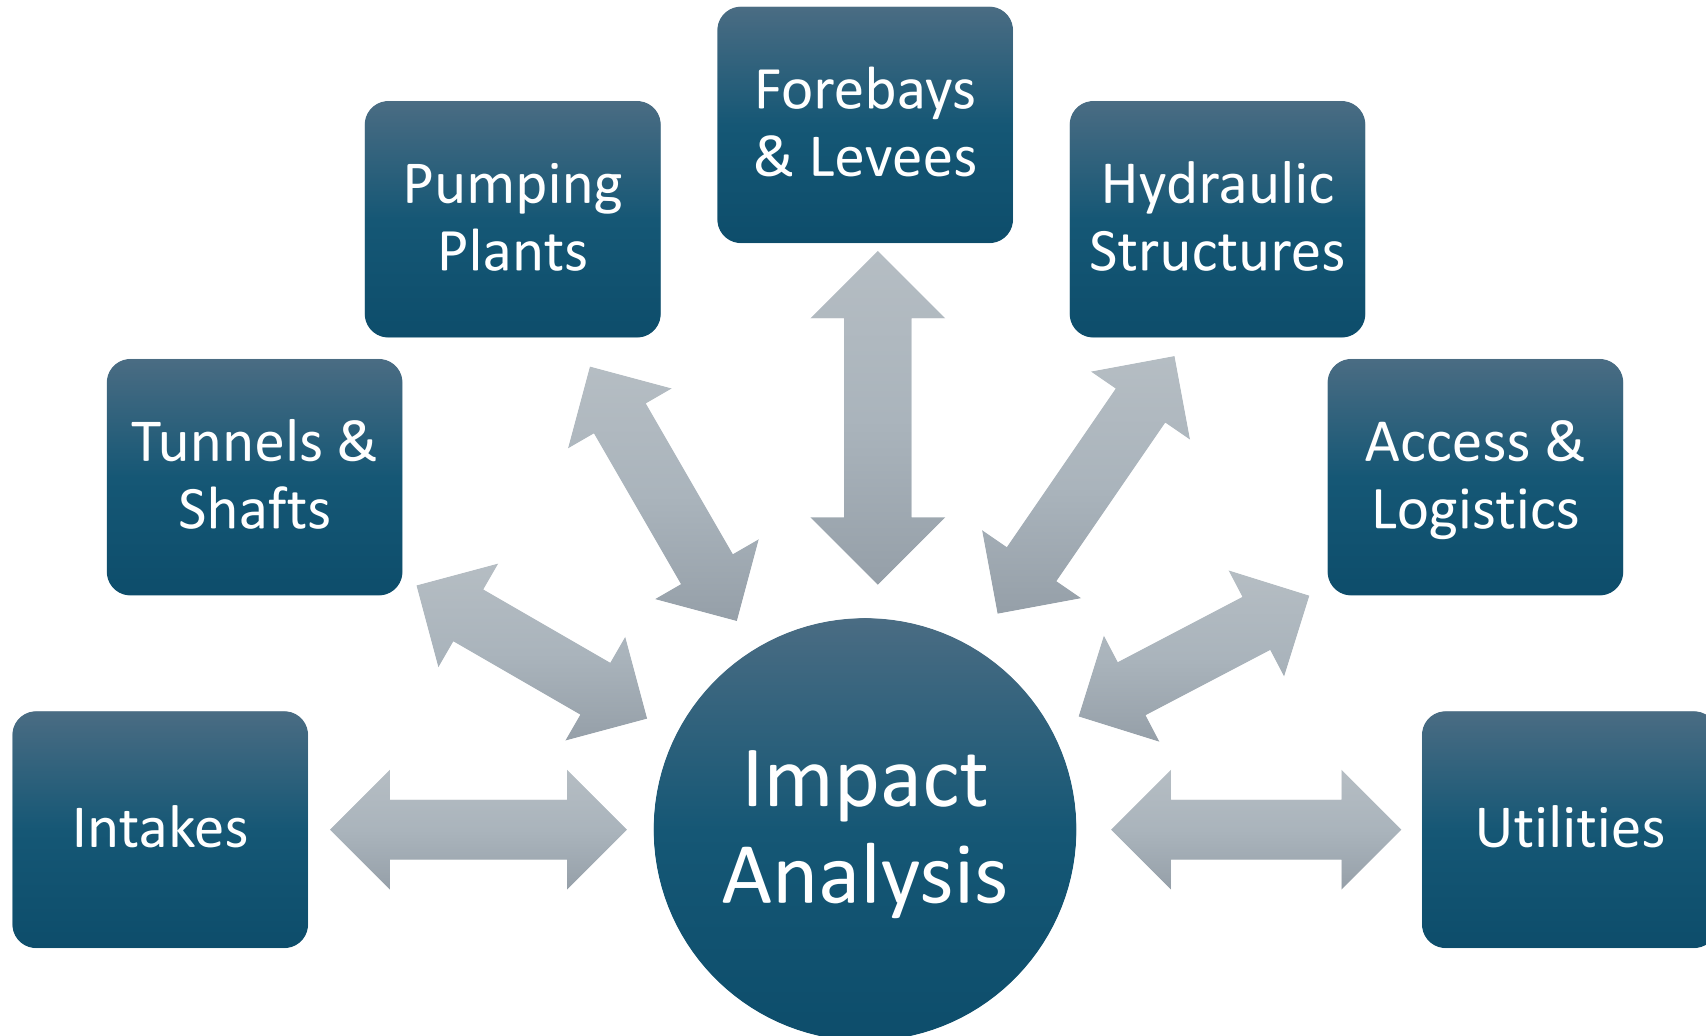 Forebays
& Levees
Pumping
Plants
Hydraulic
Structures
Tunnels &
Shafts
Access &
Logistics
Intakes
Impact
Analysis
Utilities